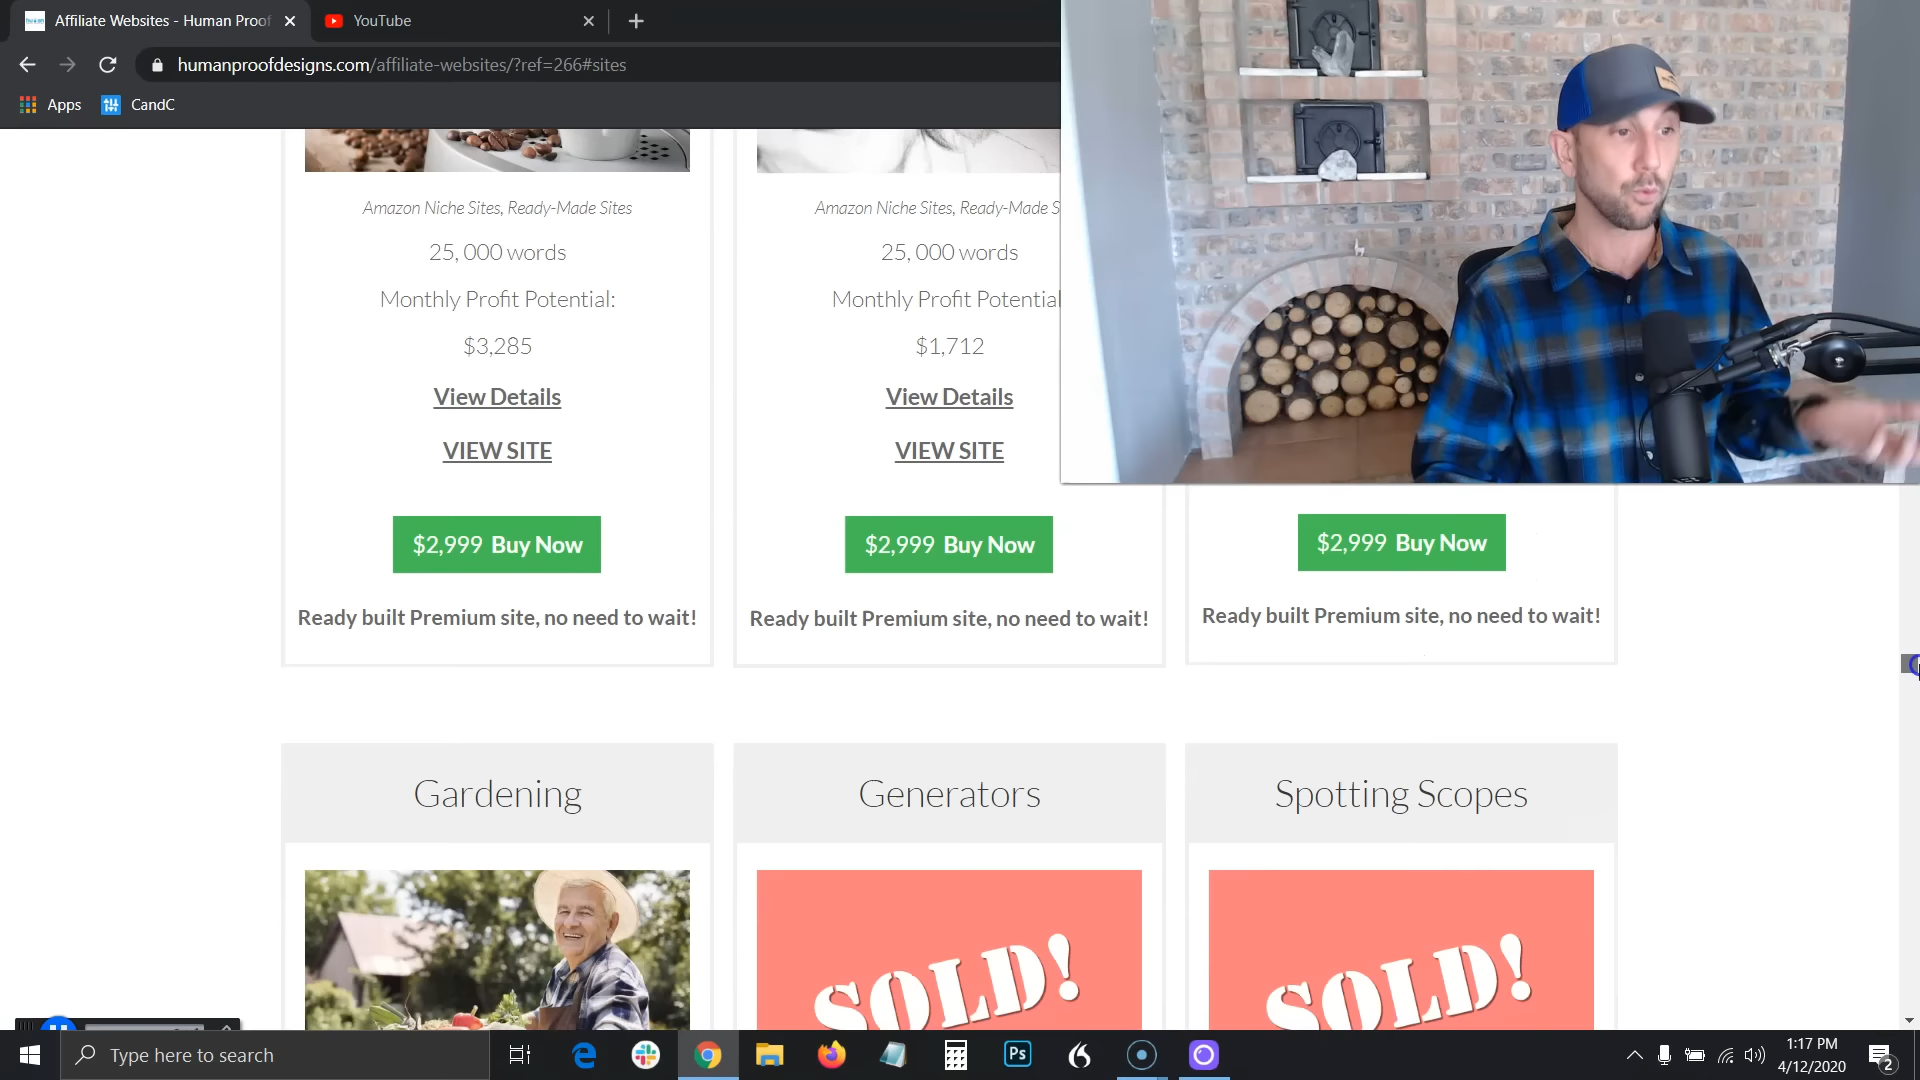 Affiliate Websites - Human Proof
YouTube
humanproofdesigns.com/affiliate-websites/?ref=266#sites
Apps
CandC
Amazon Niche Sites, Ready-Made Sites
25, 000 words
Monthly Profit Potential:
$3,285
View Details
VIEW SITE
$2,999 Buy Now
Ready built Premium site, no need to wait!
Amazon Niche Sites, Ready-Made S
25, 000 words
Monthly Profit Potential
$1,712
View Details
VIEW SITE
$2,999 Buy Now
Ready built Premium site, no need to wait!
$2,999 Buy Now
Ready built Premium site, no need to wait!
Gardening
Generators
SOLD!
Spotting Scopes
SOLD!
Type here to search
Ps
1:17 PM
4/12/2020
2